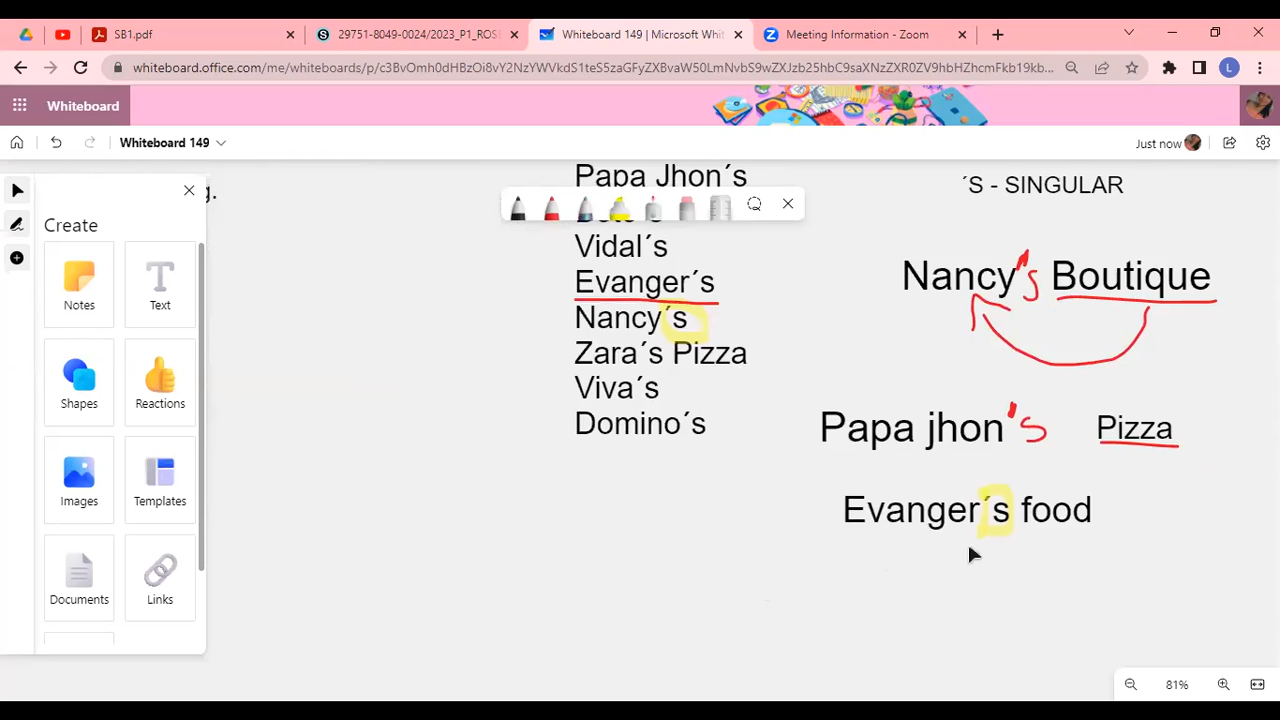 SB1.pdf
29751-8049-0024/2023_P1_ROS
Whiteboard 149 | Microsoft Whit
Meeting Information - Zoom
whiteboard.office.com/me/whiteboards/p/c3BvOmh0dHBzOi8vY2NzYWVkdS1teS5zaGFyZXBvaW50LmNvbS9wZXJzb25hbC9saXNzZXR0ZV9hbHZhcmFkb19kb...
L
Whiteboard
Whiteboard 149
Just now
g.
Create
Notes
Text
Shapes
Reactions
Images
Templates
Documents
Links
Papa Jhon´s
Vidal´s
Evanger´s
Nancy´s
Zara´s Pizza
Viva´s
Domino´s
´S - SINGULAR
Nancy's Boutique
Papa jhon's Pizza
Evanger´s food
81%